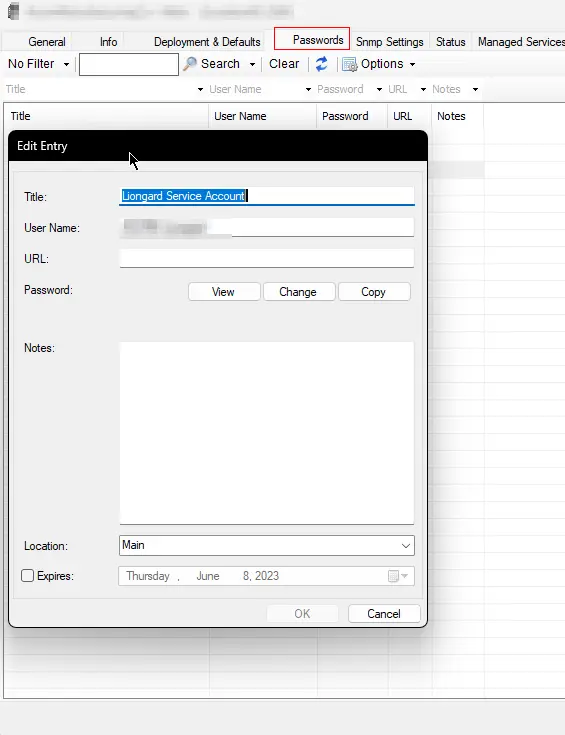 General Info Deployment & Defaults Passwords Snmp Settings Status Managed Services
No Filter Search Clear Options
Title User Name Password URL Notes
Title User Name Password URL Notes
Edit Entry
Title: Liongard Service Account
User Name:
URL:
Password: View Change Copy
Notes:
Location: Main
Expires: Thursday , June 8, 2023
OK Cancel